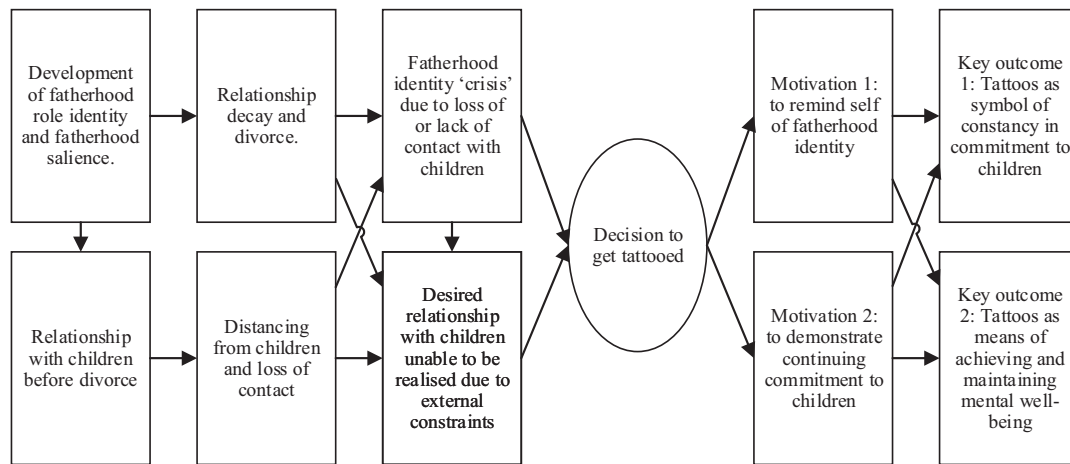 Development
of fatherhood
role identity
and fatherhood
salience.
Relationship
decay and
divorce.
Fatherhood
identity ‘crisis’
due to loss of
or lack of
contact with
children
Motivation 1:
to remind self
of fatherhood
identity
Key outcome
1: Tattoos as
symbol of
constancy in
commitment to
children
Decision to
get tattooed
Relationship
with children
before divorce
Distancing
from children
and loss of
contact
Desired
relationship
with children
unable to be
realised due to
external
constraints
Motivation 2:
to demonstrate
continuing
commitment to
children
Key outcome
2: Tattoos as
means of
achieving and
maintaining
mental well-
being